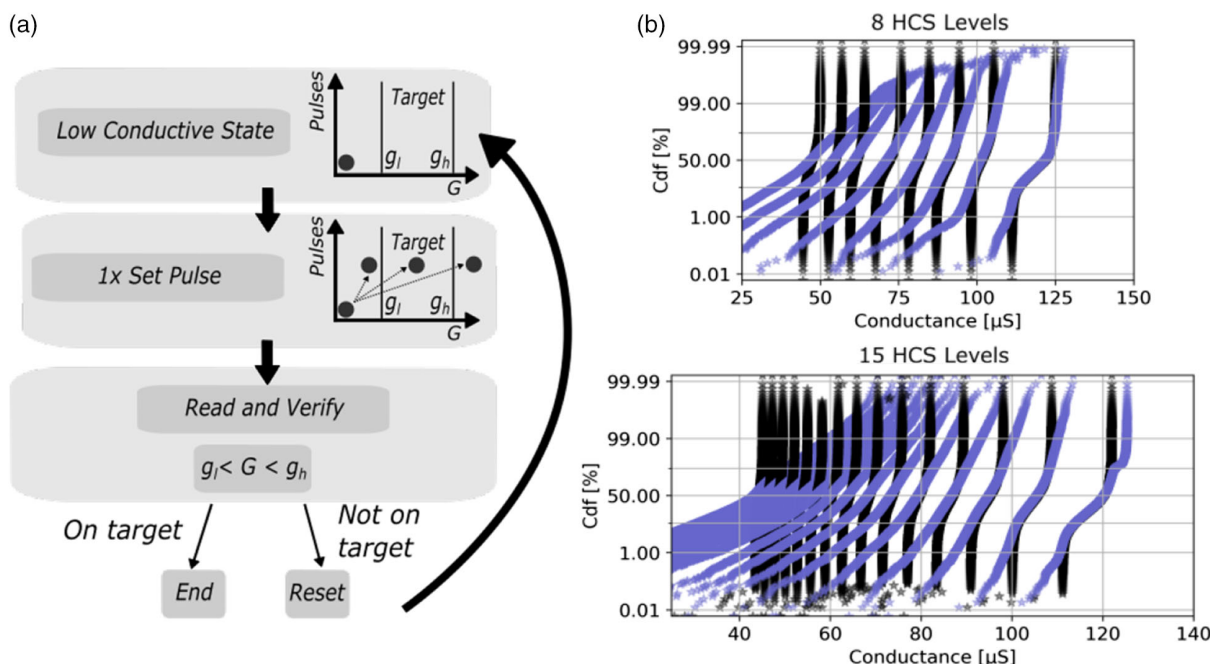 (a)
Low Conductive State
Pulses
Target
g_l
g_h
G
1x Set Pulse
Pulses
Target
g_l
g_h
G
Read and Verify
g_l< G < g_h
On target
Not on
target
End
Reset
(b)
8 HCS Levels
Cdf [%]
99.99
99.00
50.00
1.00
0.01
25 50 75 100 125 150
Conductance [µS]
15 HCS Levels
Cdf [%]
99.99
99.00
50.00
1.00
0.01
40 60 80 100 120 140
Conductance [µS]